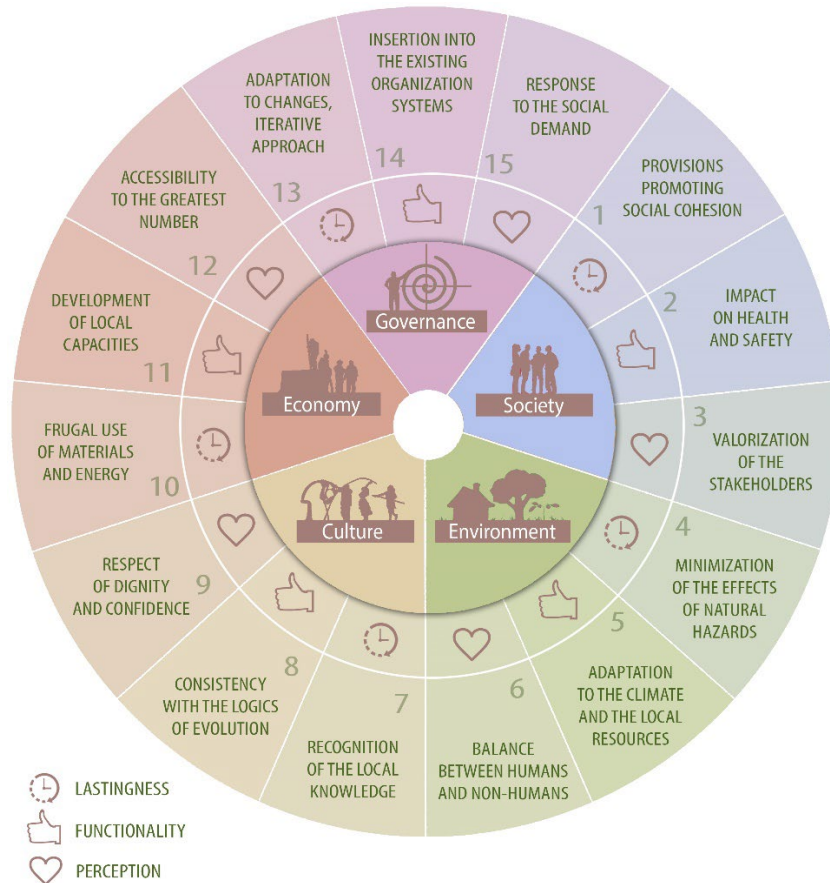 INSERTION INTO
THE EXISTING
ORGANIZATION
SYSTEMS
14
RESPONSE
TO THE SOCIAL
DEMAND
15
PROVISIONS
PROMOTING
SOCIAL COHESION
1
IMPACT
ON HEALTH
AND SAFETY
2
VALORIZATION
OF THE
STAKEHOLDERS
3
MINIMIZATION
OF THE EFFECTS
OF NATURAL
HAZARDS
4
ADAPTATION
TO THE CLIMATE
AND THE LOCAL
RESOURCES
5
BALANCE
BETWEEN HUMANS
AND NON-HUMANS
6
RECOGNITION
OF THE LOCAL
KNOWLEDGE
7
CONSISTENCY
WITH THE LOGICS
OF EVOLUTION
8
RESPECT
OF DIGNITY
AND CONFIDENCE
9
FRUGAL USE
OF MATERIALS
AND ENERGY
10
DEVELOPMENT
OF LOCAL
CAPACITIES
11
ACCESSIBILITY
TO THE GREATEST
NUMBER
12
ADAPTATION
TO CHANGES,
ITERATIVE
APPROACH
13
Governance
Society
Environment
Culture
Economy
LASTINGNESS
FUNCTIONALITY
PERCEPTION